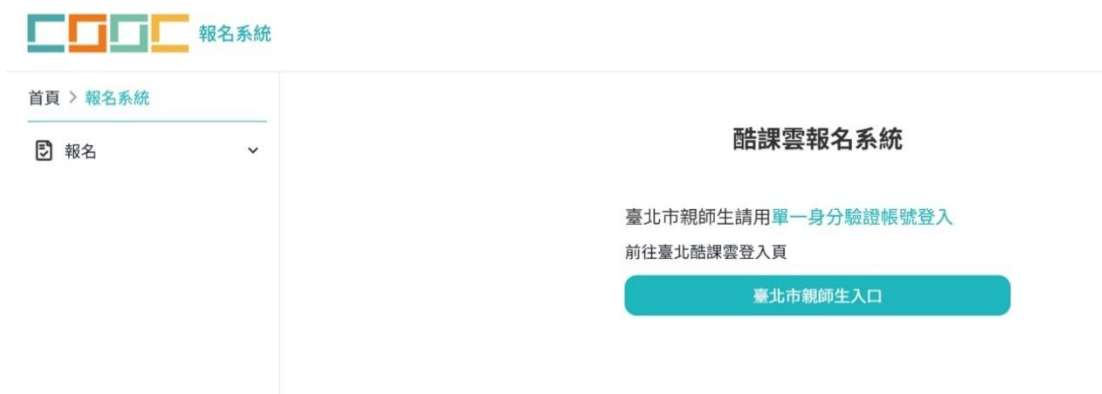 COOC 報名系統
首頁 > 報名系統
報名
酷課雲報名系統
臺北市親師生請用單一身分驗證帳號登入
前往臺北酷課雲登入頁
臺北市親師生入口